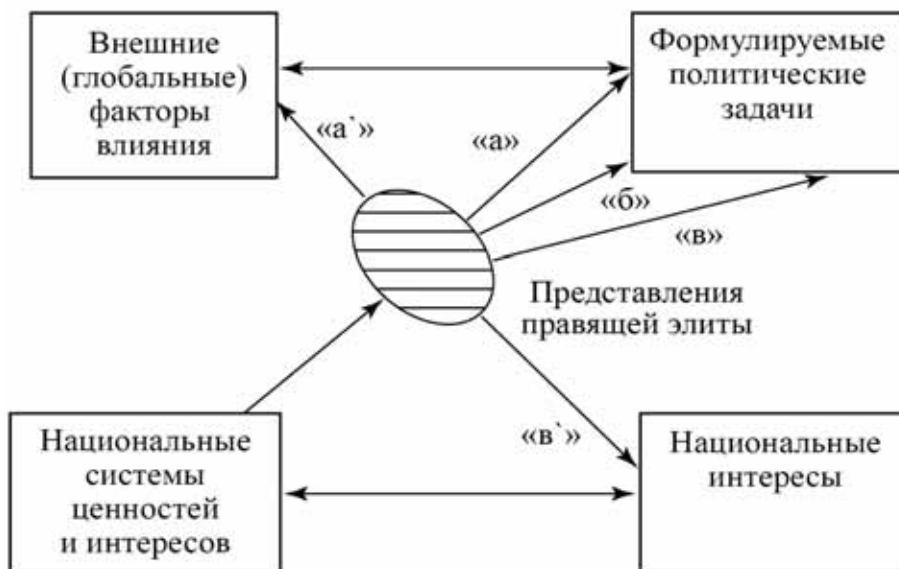 Внешние
(глобальные)
факторы
влияния
Формулируемые
политические
задачи
«а`»
«а»
«б»
«в»
Представления
правящей элиты
«в`»
Национальные
системы
ценностей
и интересов
Национальные
интересы